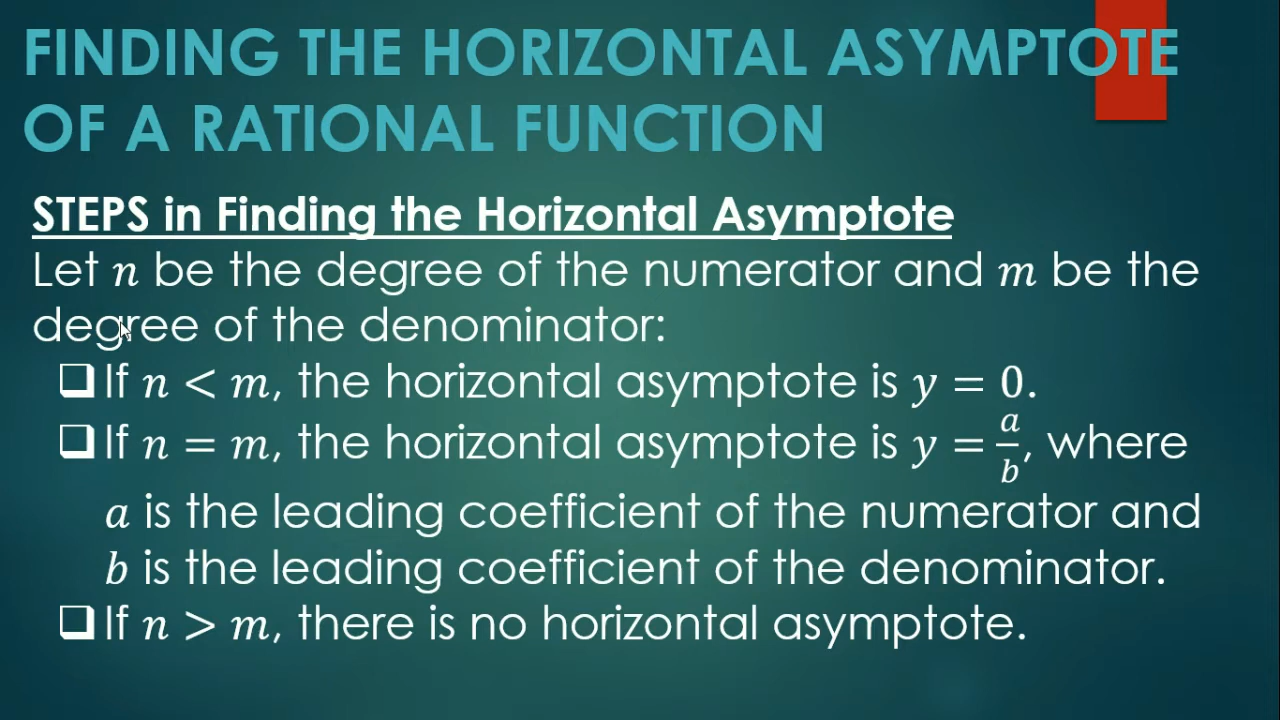 FINDING THE HORIZONTAL ASYMPTOTE
OF A RATIONAL FUNCTION
STEPS in Finding the Horizontal Asymptote
Let n be the degree of the numerator and m be the
degree of the denominator:
❑ If n < m, the horizontal asymptote is y = 0.
❑ If n = m, the horizontal asymptote is y = a/b, where
a is the leading coefficient of the numerator and
b is the leading coefficient of the denominator.
❑ If n > m, there is no horizontal asymptote.